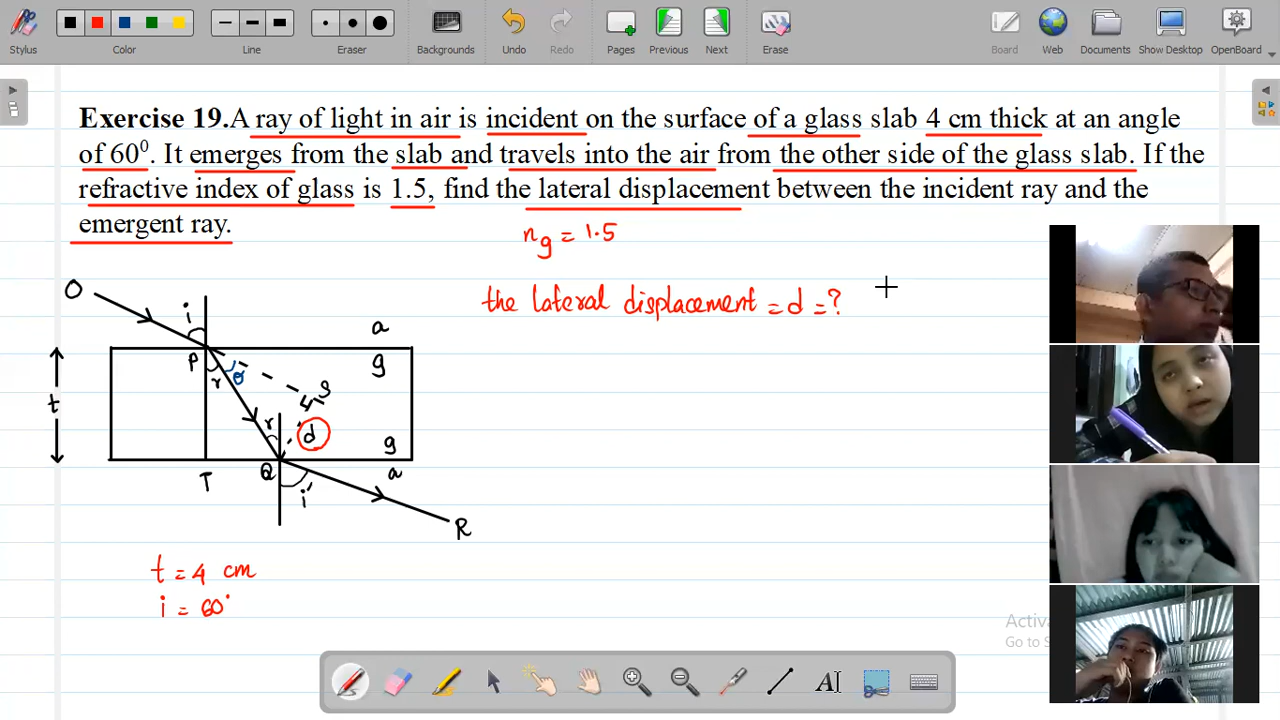 Stylus
Color
Line
Eraser
Backgrounds
Undo
Redo
Pages
Previous
Next
Erase
Board
Web
Documents
Show Desktop
OpenBoard
Exercise 19.A ray of light in air is incident on the surface of a glass slab 4 cm thick at an angle
of 60⁰. It emerges from the slab and travels into the air from the other side of the glass slab. If the
refractive index of glass is 1.5, find the lateral displacement between the incident ray and the
emergent ray.
ng = 1.5
the lateral displacement = d = ?
O
i
a
P
g
r
θ
S
t
r
d
g
Q
a
T
i'
R
t = 4 cm
i = 60°
Go to S